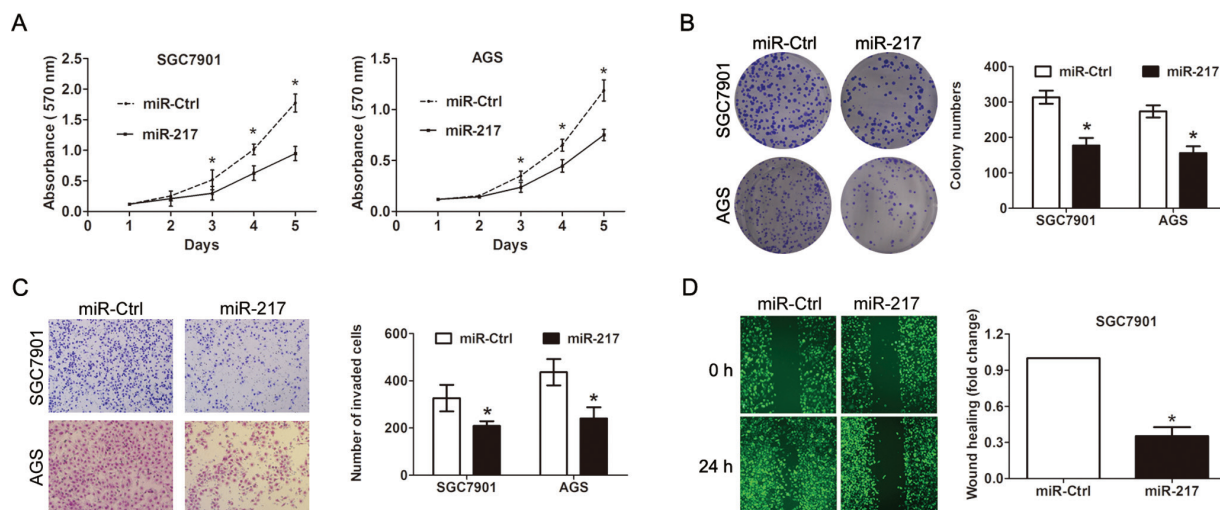 A
SGC7901
Absorbance ( 570 nm)
2.5
2.0
1.5
1.0
0.5
0.0
miR-Ctrl
miR-217
*
*
*
1 2 3 4 5
Days
AGS
Absorbance ( 570 nm)
1.5
1.0
0.5
0.0
miR-Ctrl
miR-217
*
*
*
1 2 3 4 5
Days
B
miR-Ctrl miR-217
SGC7901
AGS
Colony numbers
400
300
200
100
0
miR-Ctrl miR-217
*
*
SGC7901 AGS
C
miR-Ctrl miR-217
SGC7901
AGS
Number of invaded cells
600
400
200
0
miR-Ctrl miR-217
*
*
SGC7901 AGS
D
miR-Ctrl miR-217
0 h
24 h
SGC7901
Wound healing (fold change)
1.2
0.9
0.6
0.3
0.0
*
miR-Ctrl miR-217